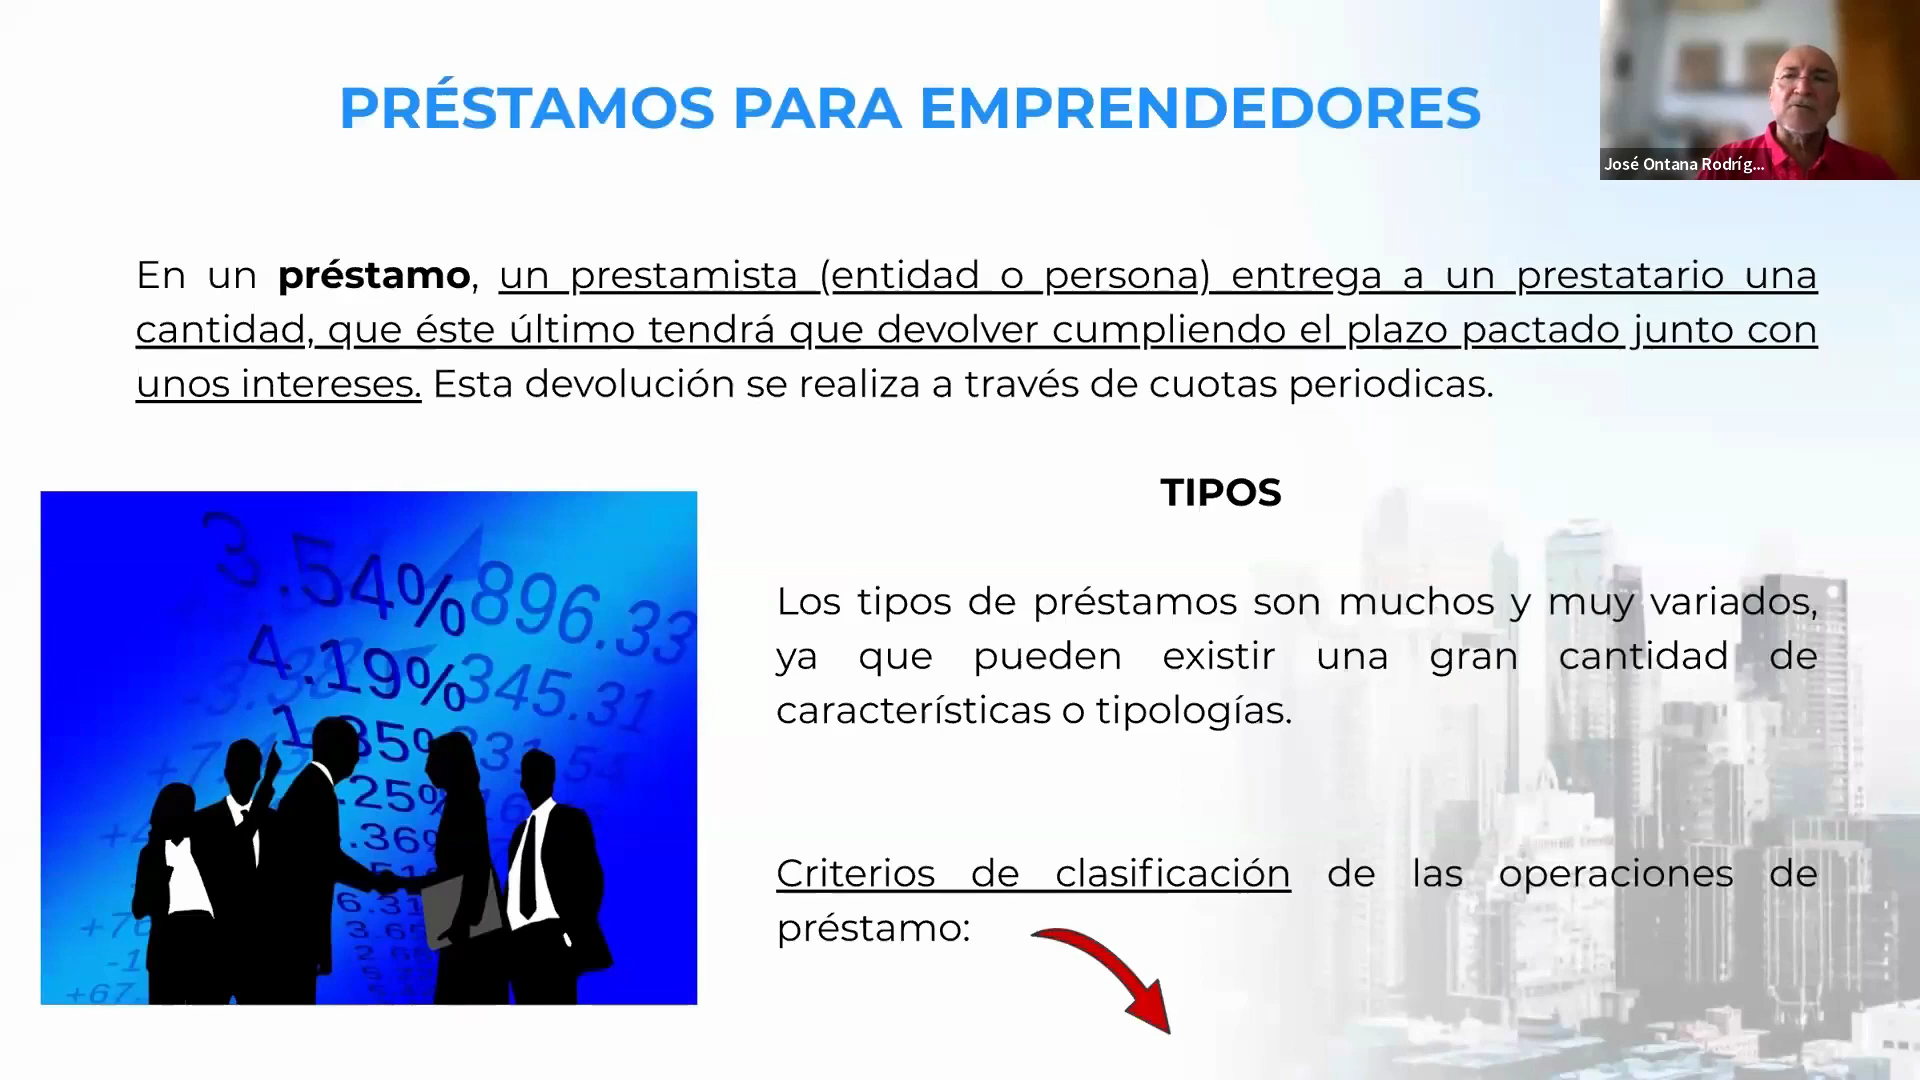 PRÉSTAMOS PARA EMPRENDEDORES
José Ontana Rodríg...
En un préstamo, un prestamista (entidad o persona) entrega a un prestatario una
cantidad, que éste último tendrá que devolver cumpliendo el plazo pactado junto con
unos intereses. Esta devolución se realiza a través de cuotas periodicas.
TIPOS
3.54% 896.33
4.19% 345.31
Los tipos de préstamos son muchos y muy variados,
ya que pueden existir una gran cantidad de
características o tipologías.
Criterios de clasificación de las operaciones de
préstamo: